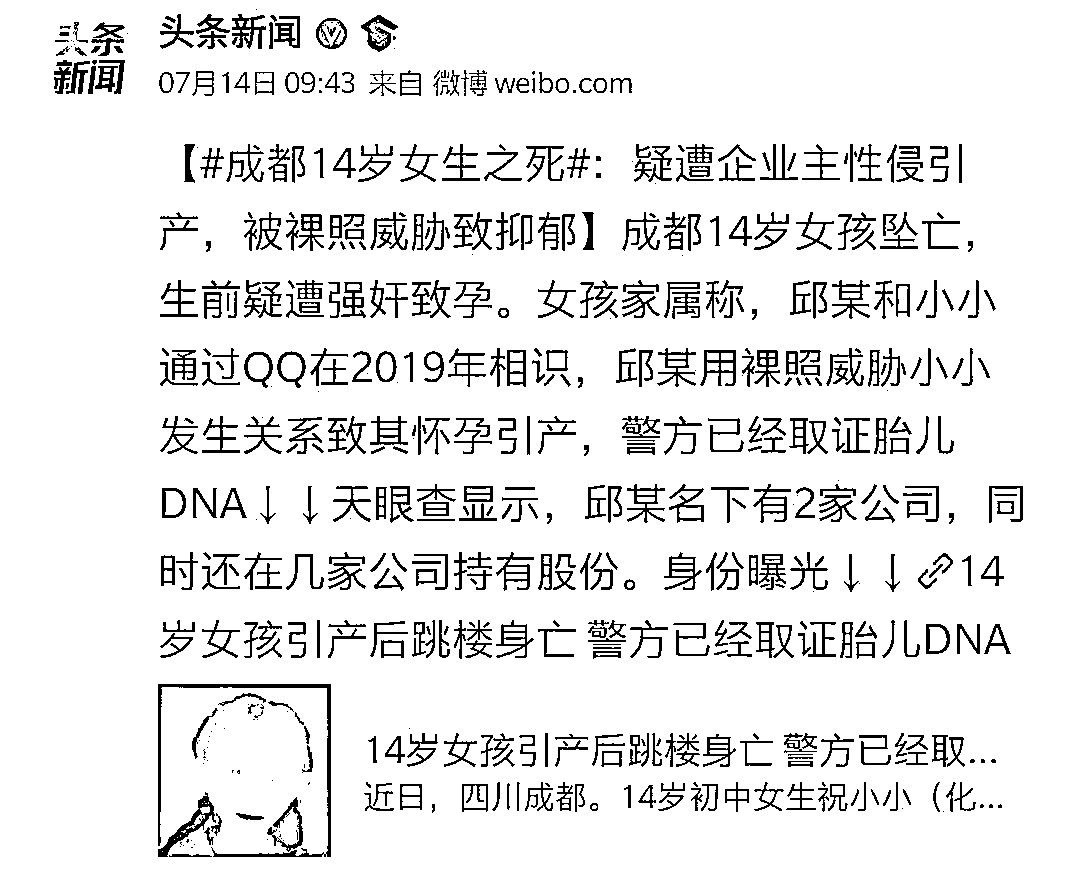 头条
新闻
头条新闻
07月14日 09:43 来自 微博 weibo.com
【#成都14岁女生之死#：疑遭企业主性侵引
产，被裸照威胁致抑郁】成都14岁女孩坠亡，
生前疑遭强奸致孕。女孩家属称，邱某和小小
通过QQ在2019年相识，邱某用裸照威胁小小
发生关系致其怀孕引产，警方已经取证胎儿
DNA↓↓天眼查显示，邱某名下有2家公司，同
时还在几家公司持有股份。身份曝光↓↓14
岁女孩引产后跳楼身亡 警方已经取证胎儿DNA
14岁女孩引产后跳楼身亡 警方已经取...
近日，四川成都。14岁初中女生祝小小（化...